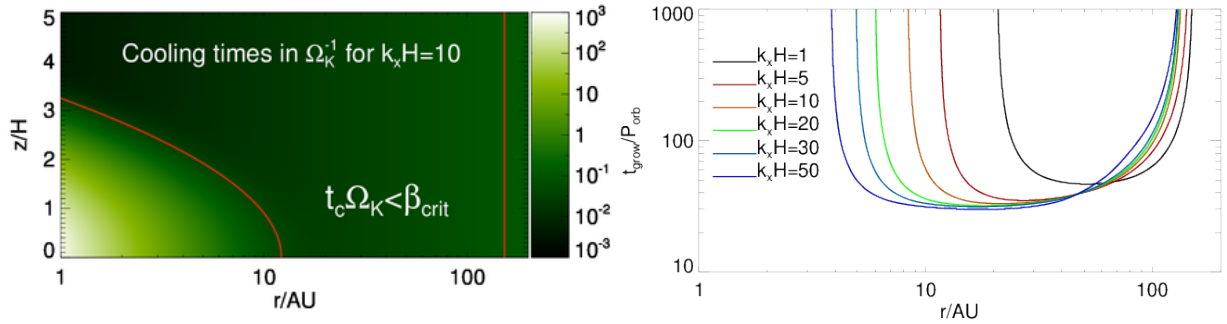 5
4
3
2
1
0
z/H
Cooling times in Ω_K^-1 for k_xH=10
t_cΩ_K<β_crit
1
10
100
r/AU
10^3
10^2
10^1
1
10^-1
10^-2
10^-3
1000
100
10
t_grow/P_orb
k_xH=1
k_xH=5
k_xH=10
k_xH=20
k_xH=30
k_xH=50
1
10
100
r/AU